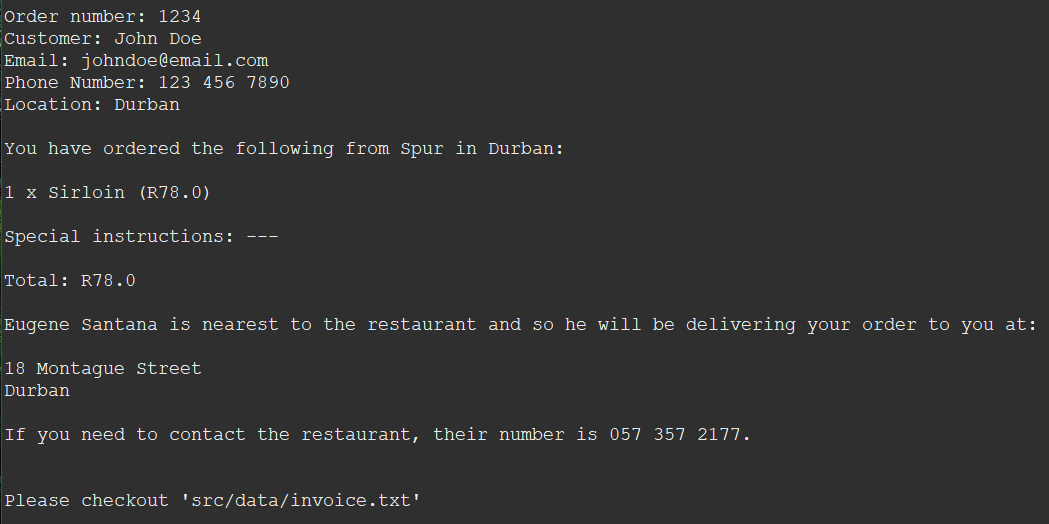 Order number: 1234
Customer: John Doe
Email: johndoe@email.com
Phone Number: 123 456 7890
Location: Durban
You have ordered the following from Spur in Durban:
1 x Sirloin (R78.0)
Special instructions: ---
Total: R78.0
Eugene Santana is nearest to the restaurant and so he will be delivering your order to you at:
18 Montague Street
Durban
If you need to contact the restaurant, their number is 057 357 2177.
Please checkout 'src/data/invoice.txt'